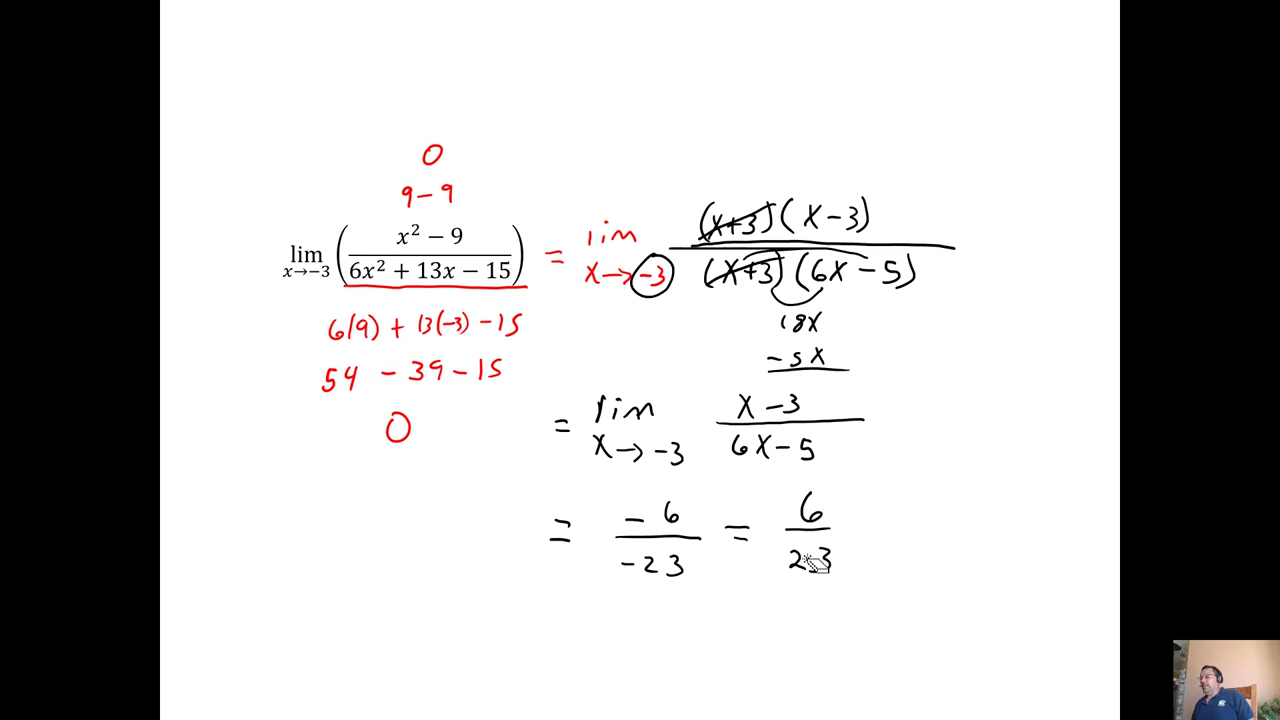 0
9 - 9
lim x→-3 ( (x² - 9) / (6x² + 13x - 15) ) = lim x→-3 (x+3)(x-3) / (x+3)(6x-5)
6(9) + 13(-3) - 15
18x
54 - 39 - 15
-5x
0
= lim x→-3 (x-3) / (6x-5)
= -6 / -23 = 6 / 23